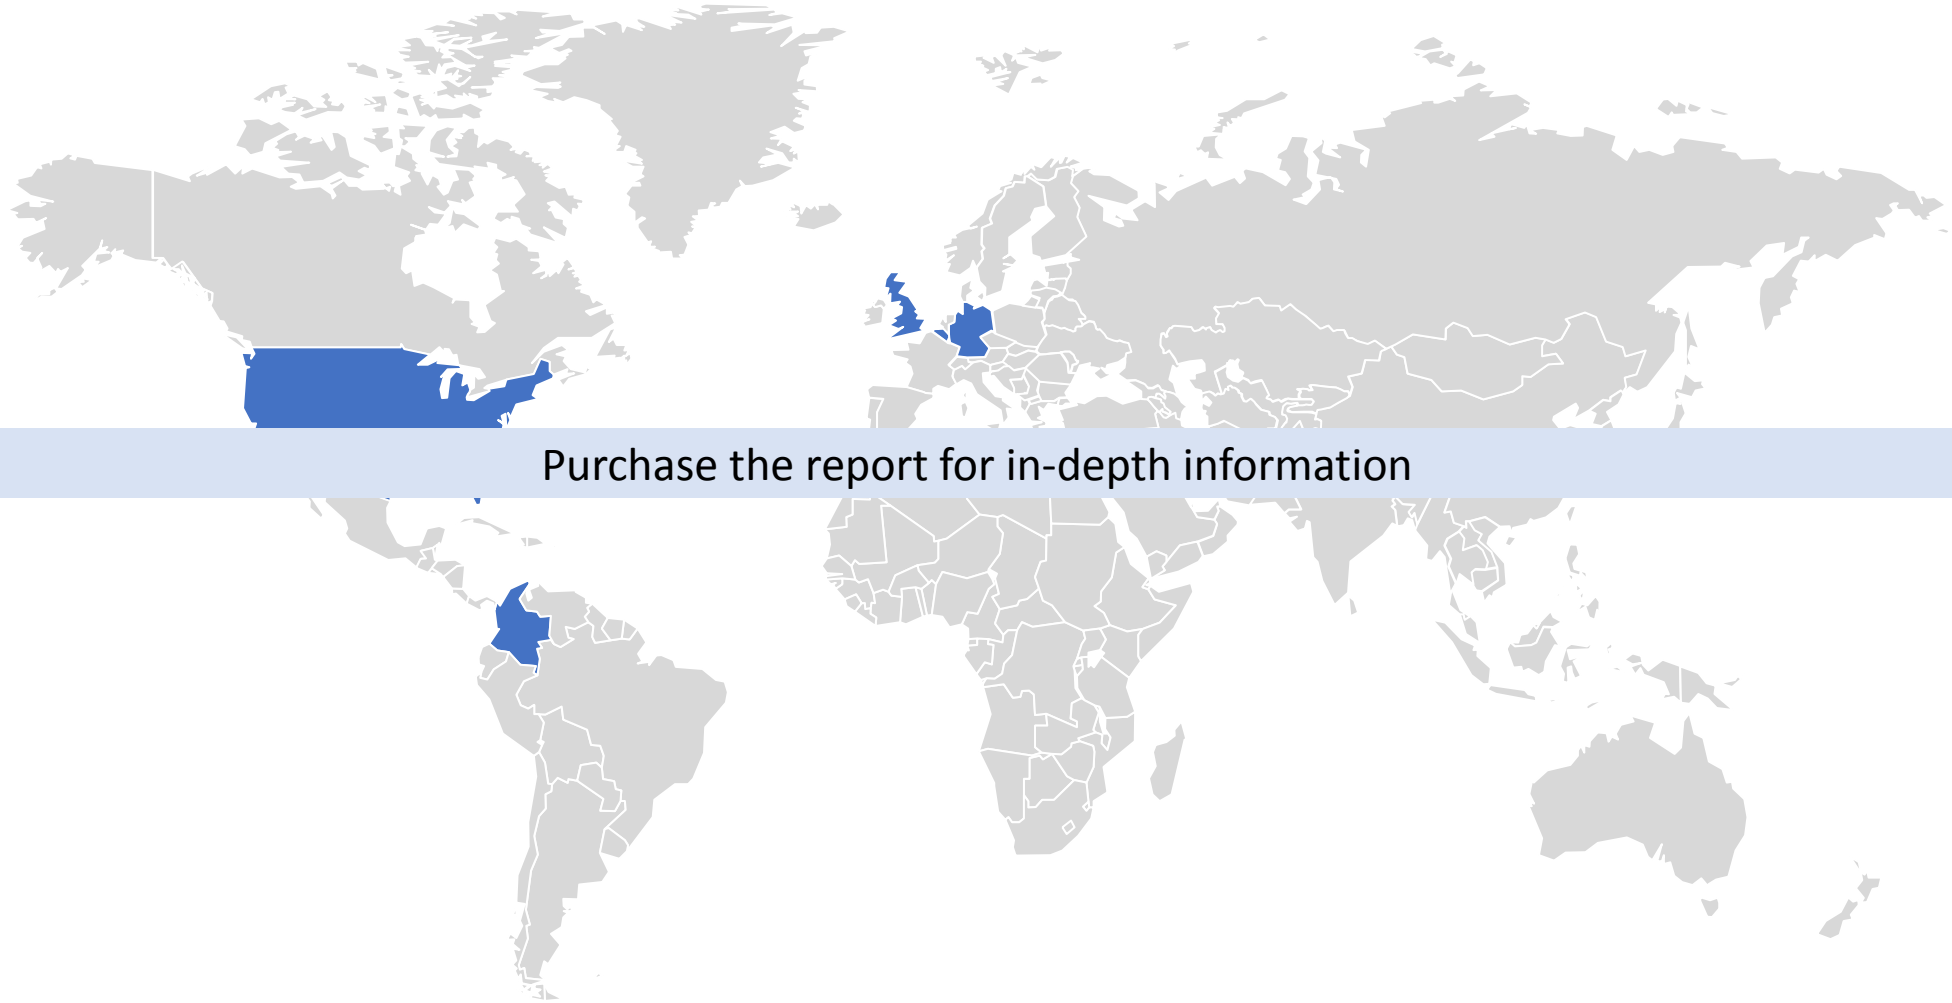 Purchase the report for in-depth information